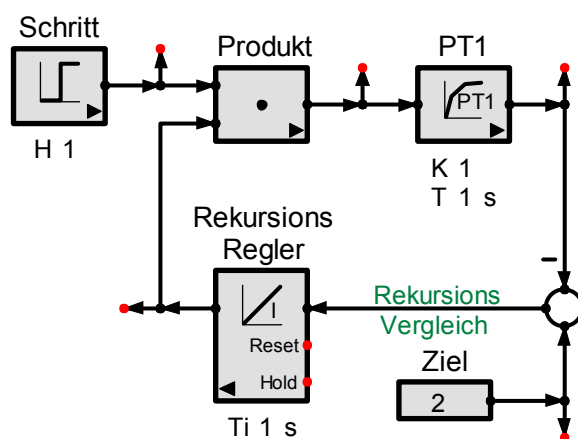 Schritt
Produkt
PT1
PT1
H 1
K 1
T 1 s
Rekursions
Regler
I
Reset
Hold
Ti 1 s
Rekursions
Vergleich
Ziel
2